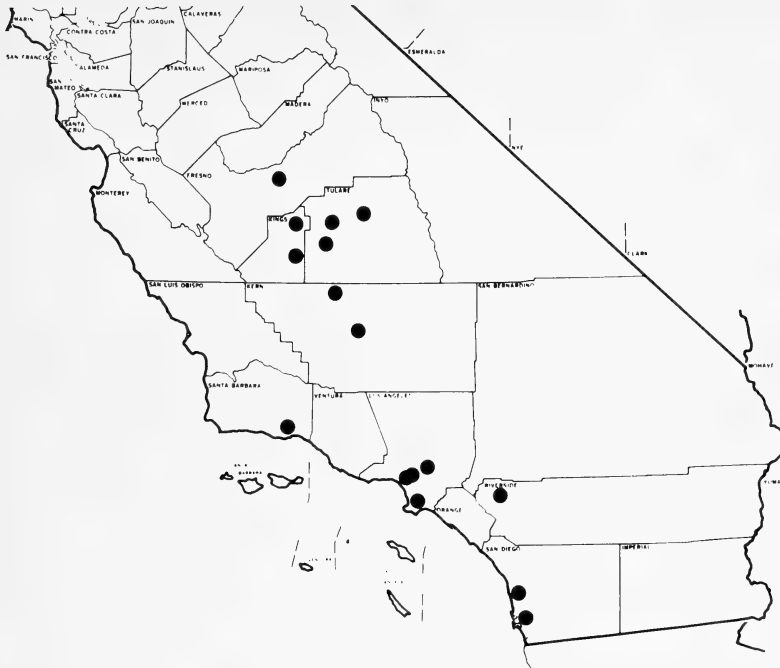 MARIN
CALAVERAS
SAN JOAQUIN
CONTRA COSTA
ESMERALDA
SAN FRANCISCO
ALAMEDA
STANISLAUS
MARIPOSA
SAN
MATEO
SANTA CLARA
MERCED
MADERA
INYO
SANTA
CRUZ
NYE
SAN BENITO
FRESNO
TULARE
MONTEREY
KINGS
CLARK
SAN LUIS OBISPO
KERN
SAN BERNARDINO
MOHAVE
SANTA BARBARA
VENTURA
LOS ANGELES
RIVERSIDE
YUMA
ORANGE
SAN DIEGO
IMPERIAL